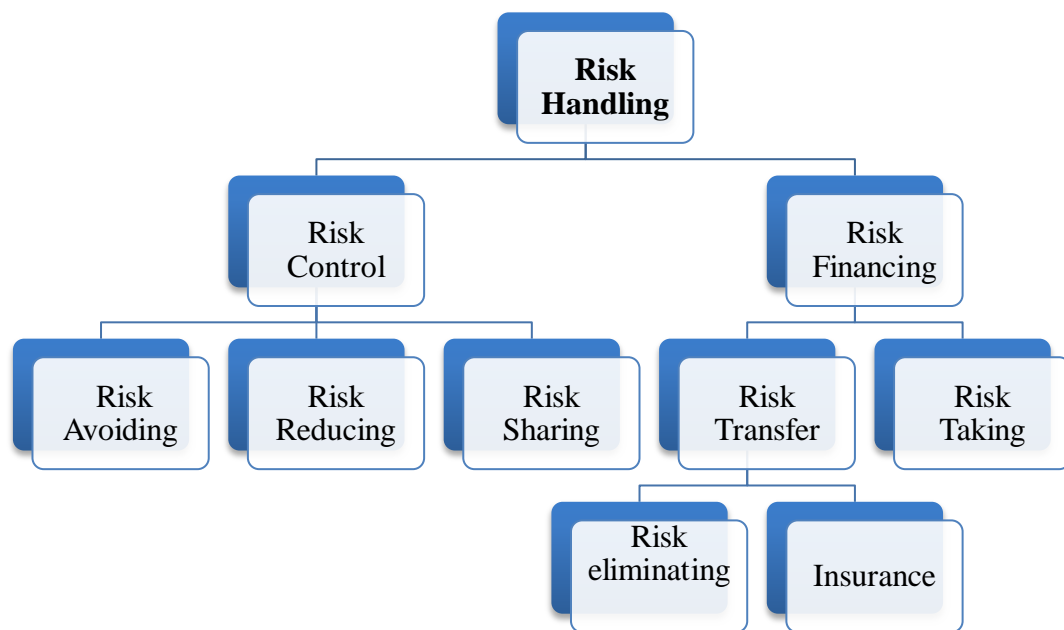 Risk
Handling
Risk
Control
Risk
Financing
Risk
Avoiding
Risk
Reducing
Risk
Sharing
Risk
Transfer
Risk
Taking
Risk
eliminating
Insurance